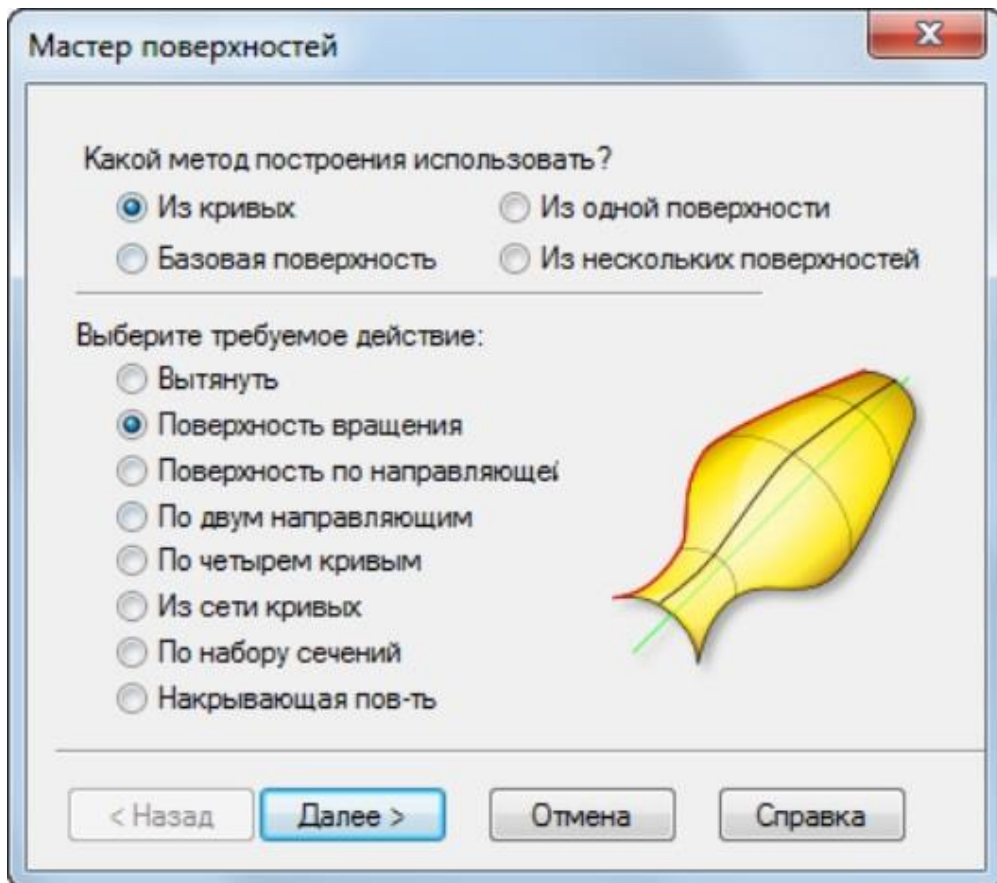 Мастер поверхностей
Какой метод построения использовать?
Из кривых
Из одной поверхности
Базовая поверхность
Из нескольких поверхностей
Выберите требуемое действие:
Вытянуть
Поверхность вращения
Поверхность по направляющей
По двум направляющим
По четырем кривым
Из сети кривых
По набору сечений
Накрывающая пов-ть
< Назад
Далее >
Отмена
Справка